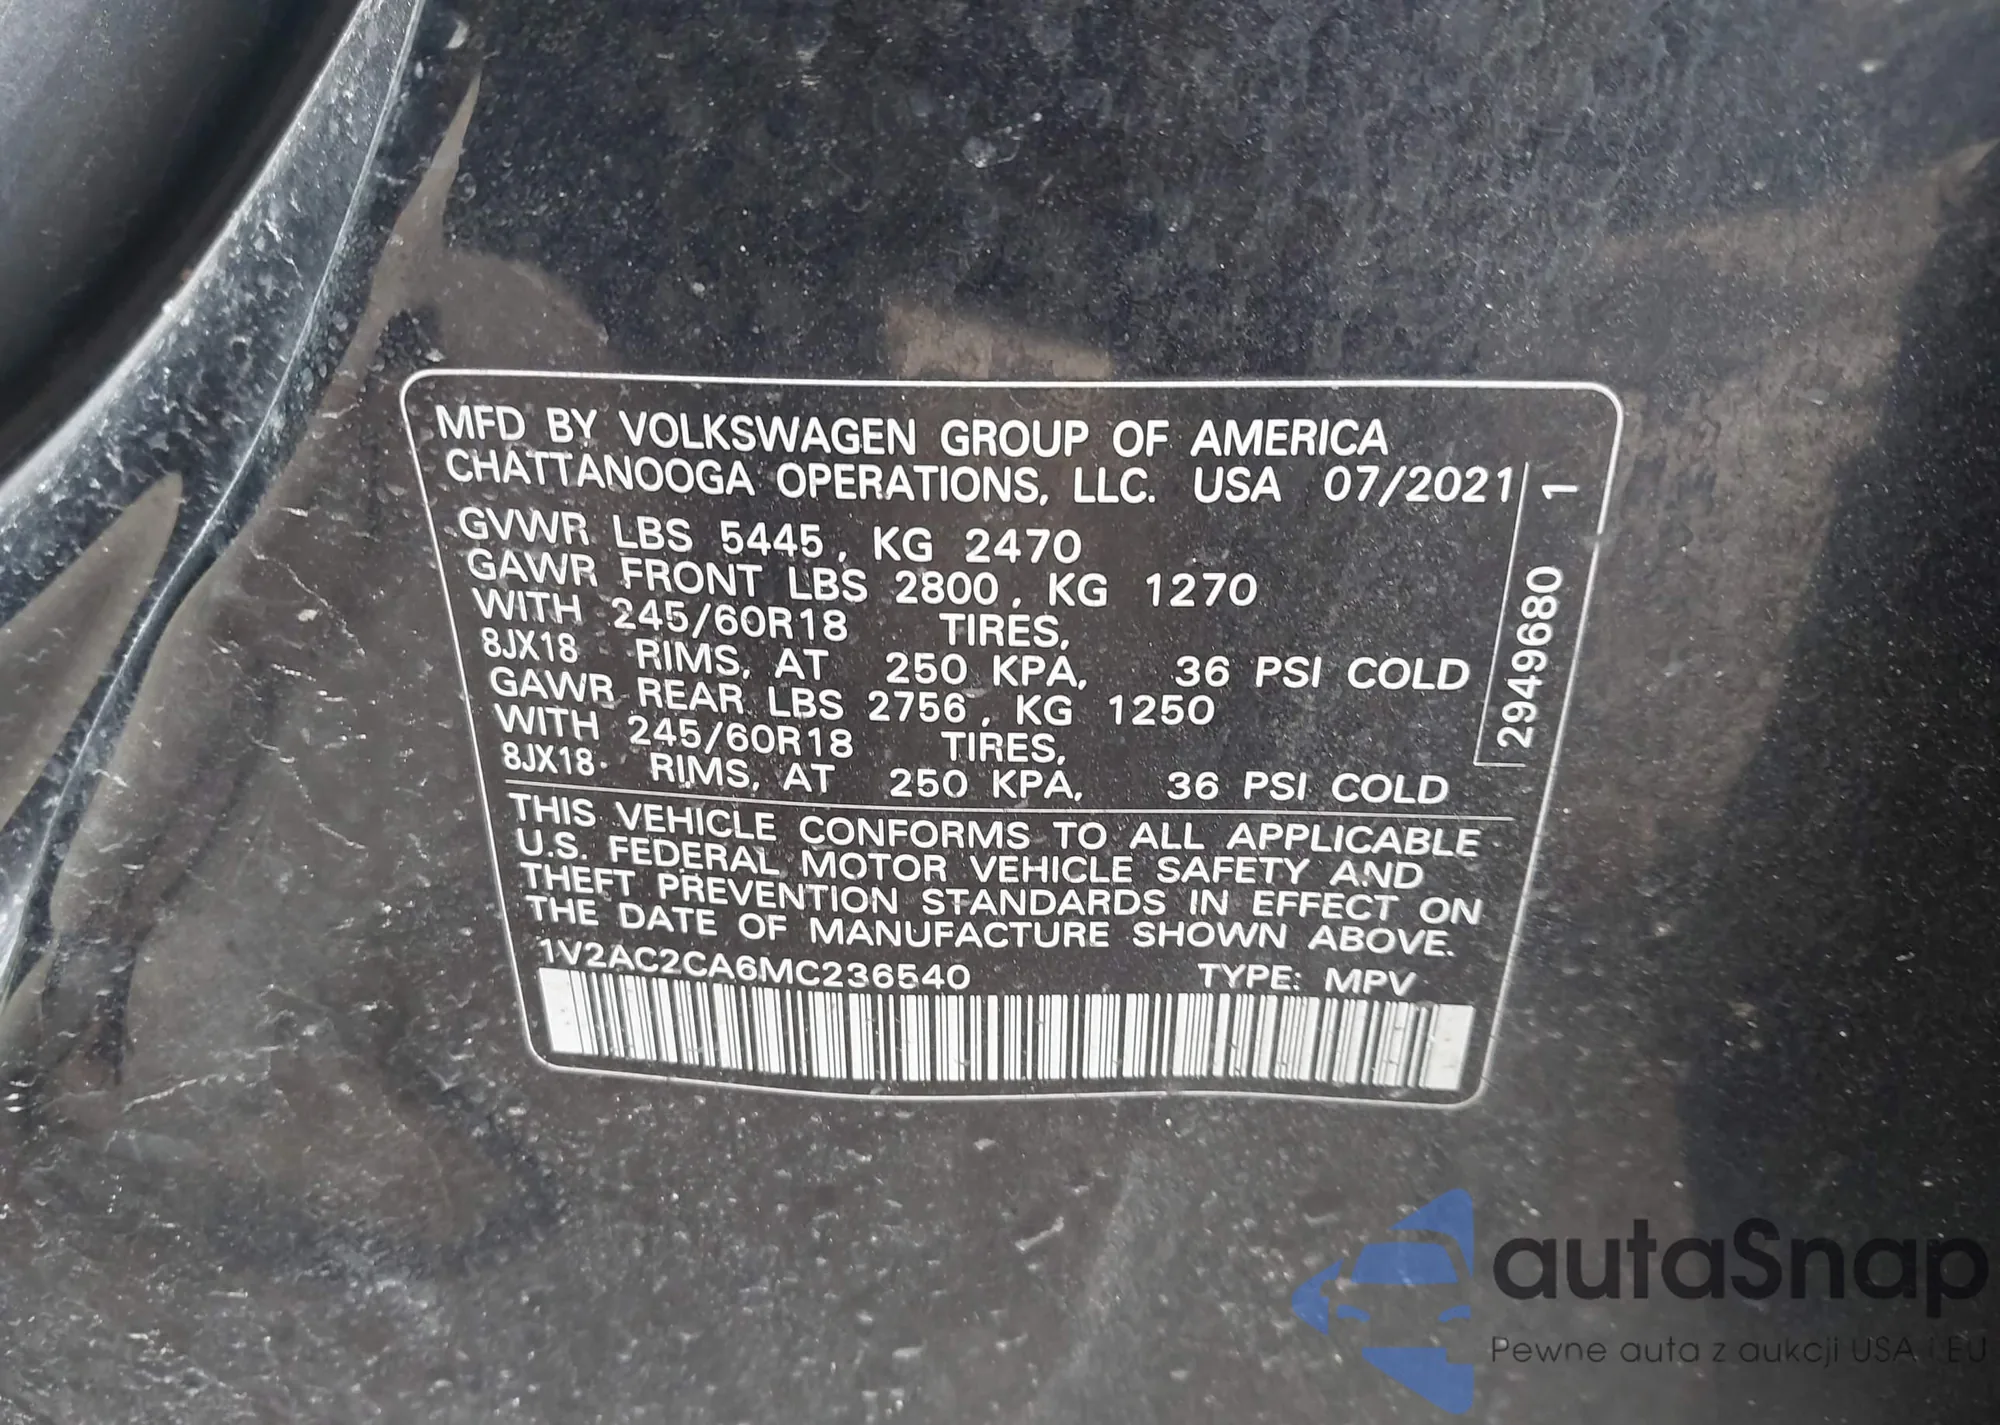 MFD BY VOLKSWAGEN GROUP OF AMERICA
CHATTANOOGA OPERATIONS, LLC. USA 07/2021
GVWR LBS 5445, KG 2470
GAWR FRONT LBS 2800, KG 1270
WITH 245/60R18 TIRES,
8JX18 RIMS, AT 250 KPA, 36 PSI COLD
GAWR REAR LBS 2756, KG 1250
WITH 245/60R18 TIRES,
8JX18 RIMS, AT 250 KPA, 36 PSI COLD
2949680 1
THIS VEHICLE CONFORMS TO ALL APPLICABLE
U.S. FEDERAL MOTOR VEHICLE SAFETY AND
THEFT PREVENTION STANDARDS IN EFFECT ON
THE DATE OF MANUFACTURE SHOWN ABOVE.
1V2AC2CA6MC236540 TYPE: MPV
autaSnap
Pewne auta z aukcji USA i EU